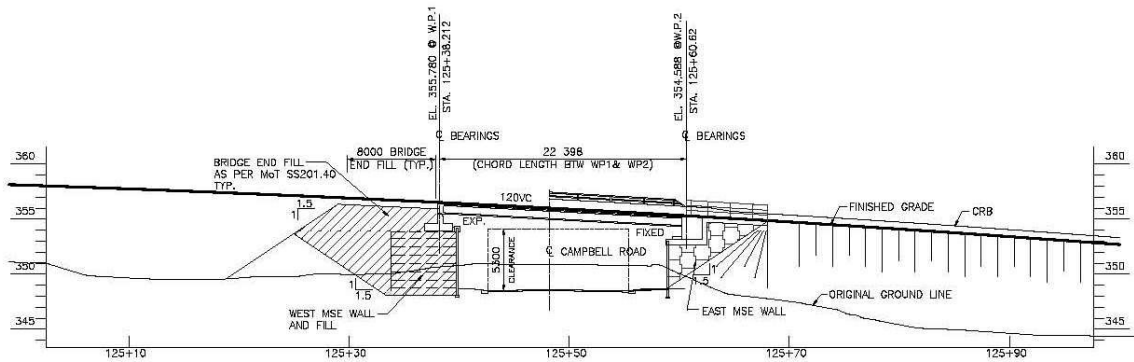 EL. 355.780 @ W.P.1
STA. 125+38.212
EL. 354.588 @W.P.2
STA. 125+60.62
℄ BEARINGS
℄ BEARINGS
8000 BRIDGE
END FILL (TYP.)
22 398
(CHORD LENGTH BTW WP1& WP2)
BRIDGE END FILL
AS PER MoT SS201.40
TYP.
360
355
350
345
360
355
350
345
1.5
1
120VC
EXP.
FIXED
FINISHED GRADE
CRB
5300
CLEARANCE
℄ CAMPBELL ROAD
1
1.5
1
1.5
WEST MSE WALL
AND FILL
EAST MSE WALL
ORIGINAL GROUND LINE
125+10
125+30
125+50
125+70
125+90